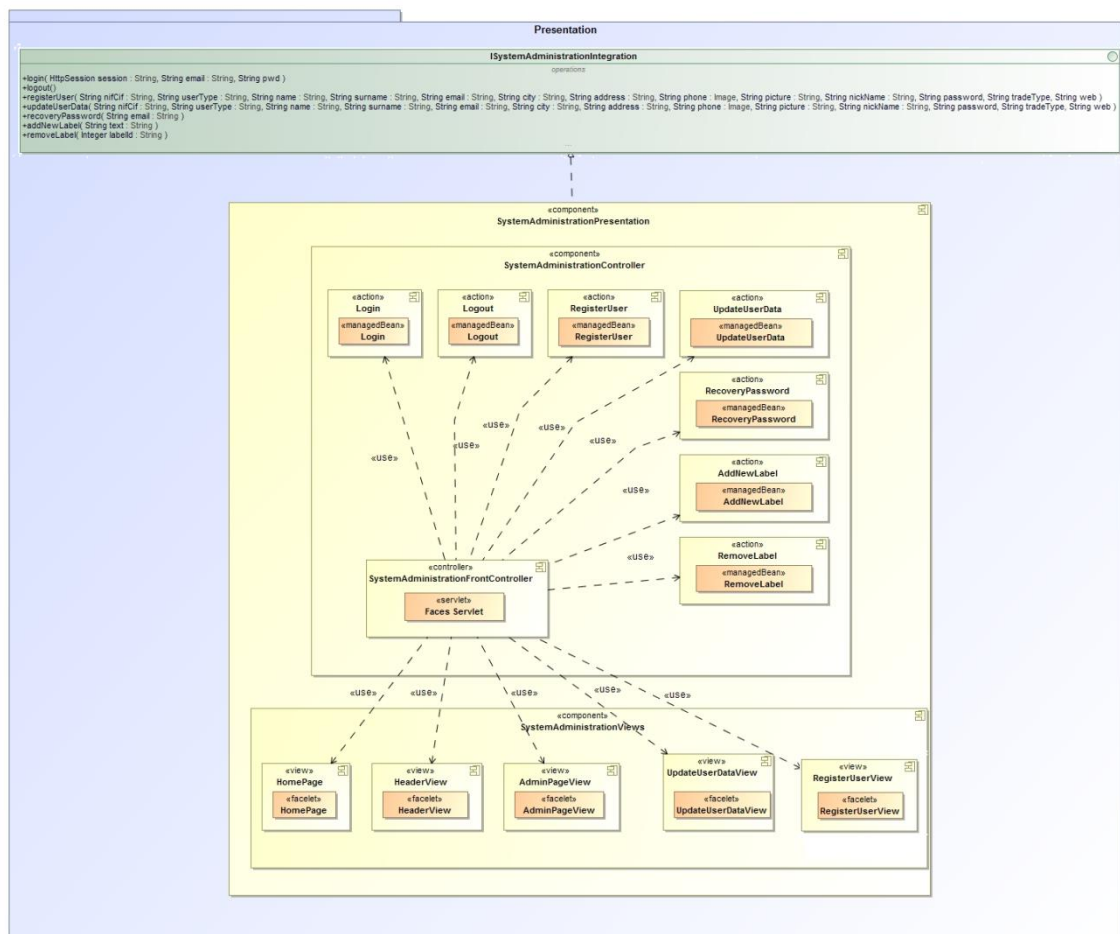 Presentation
ISystemAdministrationIntegration
operations
+login( HttpSession session : String, String email : String, String pwd )
+logout()
+registerUser( String nifCif : String, String userType : String, String name : String, String surname : String, String email : String, String city : String, String address : String, String phone : Image, String picture : String, String nickName : String, String password, String tradeType, String web )
+updateUserData( String nifCif : String, String userType : String, String name : String, String surname : String, String email : String, String city : String, String address : String, String phone : Image, String picture : String, String nickName : String, String password, String tradeType, String web )
+recoveryPassword( String email : String )
+addNewLabel( String text : String )
+removeLabel( Integer labelId : String )
...
«component»
SystemAdministrationPresentation
«component»
SystemAdministrationController
«action»
Login
«managedBean»
Login
«action»
Logout
«managedBean»
Logout
«action»
RegisterUser
«managedBean»
RegisterUser
«action»
UpdateUserData
«managedBean»
UpdateUserData
«action»
RecoveryPassword
«managedBean»
RecoveryPassword
«action»
AddNewLabel
«managedBean»
AddNewLabel
«action»
RemoveLabel
«managedBean»
RemoveLabel
«use»
«use»
«use»
«use»
«use»
«use»
«use»
«controller»
SystemAdministrationFrontController
«servlet»
Faces Servlet
«use»
«use»
«use»
«use»
«use»
«component»
SystemAdministrationViews
«view»
HomePage
«facelet»
HomePage
«view»
HeaderView
«facelet»
HeaderView
«view»
AdminPageView
«facelet»
AdminPageView
«view»
UpdateUserDataView
«facelet»
UpdateUserDataView
«view»
RegisterUserView
«facelet»
RegisterUserView